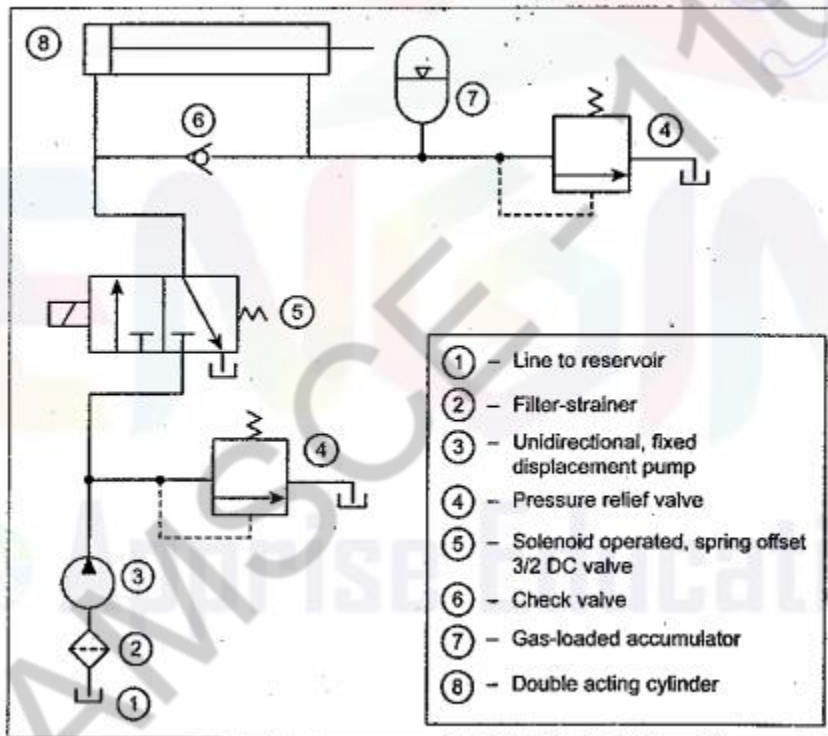 8
6
7
4
5
4
3
2
1
1 – Line to reservoir
2 – Filter-strainer
3 – Unidirectional, fixed
displacement pump
4 – Pressure relief valve
5 – Solenoid operated, spring offset
3/2 DC valve
6 – Check valve
7 – Gas-loaded accumulator
8 – Double acting cylinder
AMSCE - 110